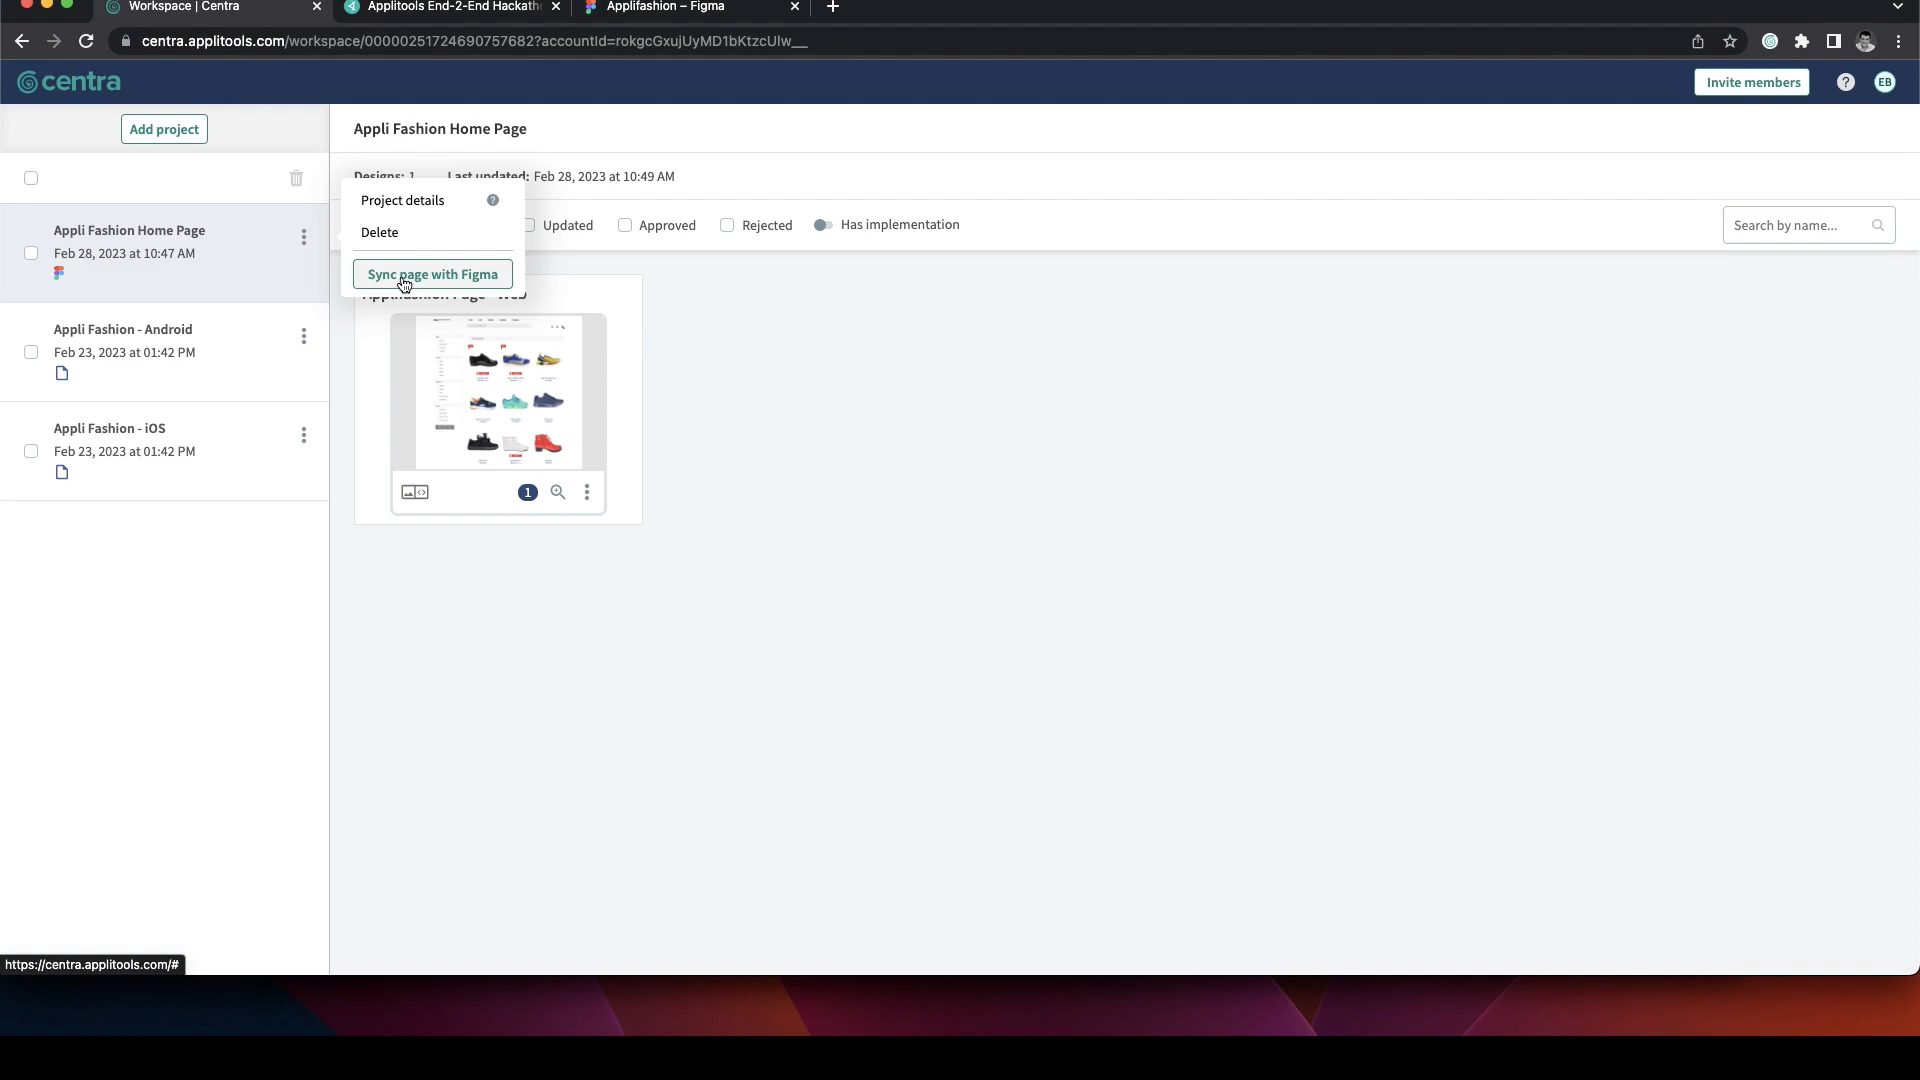 Workspace | Centra
Applitools End-2-End Hackath
Applifashion – Figma
centra.applitools.com/workspace/00000251724690757682?accountId=rokgcGxujUyMD1bKtzcUlw__
centra
Invite members
?
EB
Add project
Appli Fashion Home Page
Designs: 1
Last updated: Feb 28, 2023 at 10:49 AM
Project details
?
Delete
Sync page with Figma
Updated
Approved
Rejected
Has implementation
Search by name...
Appli Fashion Home Page
Feb 28, 2023 at 10:47 AM
Appli Fashion - Android
Feb 23, 2023 at 01:42 PM
Appli Fashion - iOS
Feb 23, 2023 at 01:42 PM
Applifashion Page - Web
1
https://centra.applitools.com/#